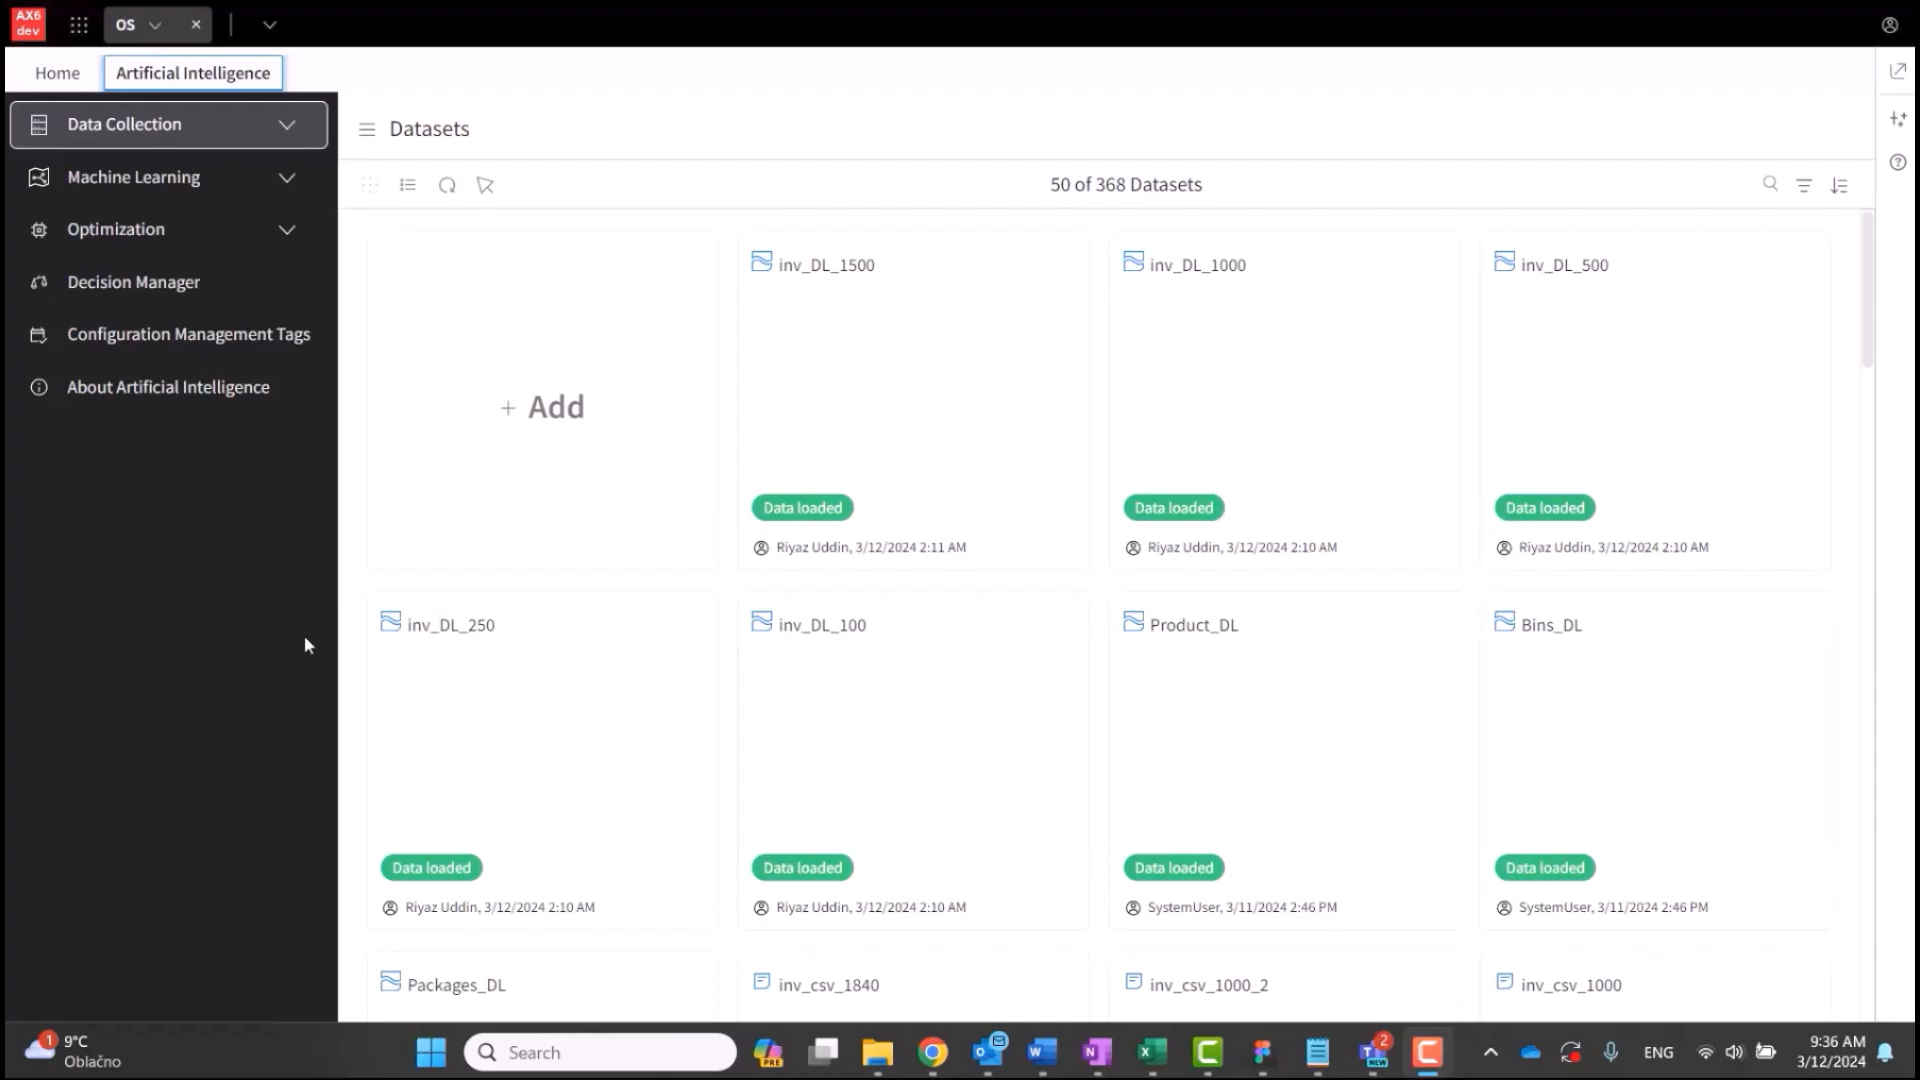 AX6
dev
OS
Home
Artificial Intelligence
Data Collection
Machine Learning
Optimization
Decision Manager
Configuration Management Tags
About Artificial Intelligence
Datasets
50 of 368 Datasets
+ Add
inv_DL_1500
Data loaded
Riyaz Uddin, 3/12/2024 2:11 AM
inv_DL_1000
Data loaded
Riyaz Uddin, 3/12/2024 2:10 AM
inv_DL_500
Data loaded
Riyaz Uddin, 3/12/2024 2:10 AM
inv_DL_250
Data loaded
Riyaz Uddin, 3/12/2024 2:10 AM
inv_DL_100
Data loaded
Riyaz Uddin, 3/12/2024 2:10 AM
Product_DL
Data loaded
SystemUser, 3/11/2024 2:46 PM
Bins_DL
Data loaded
SystemUser, 3/11/2024 2:46 PM
Packages_DL
inv_csv_1840
inv_csv_1000_2
inv_csv_1000
1
9°C
Oblačno
Search
PRE
2
NEW
ENG
9:36 AM
3/12/2024